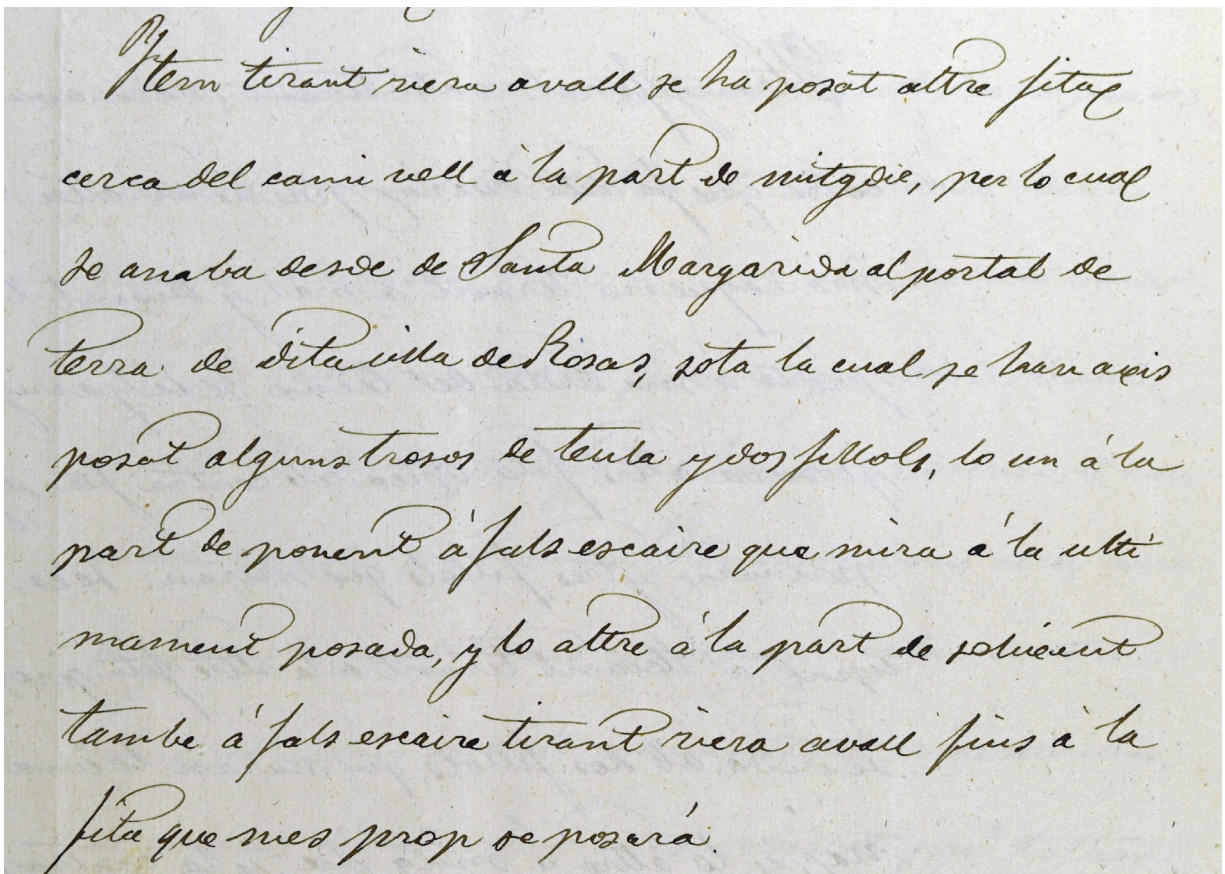 Ytem tirant riera avall se ha posat altre fita
cerca del cami vell à la part de mitgdie, per lo cual
se anaba desde de Santa Margarida al portal de
terra de dita villa de Rosas, sota la cual se han axis
posat alguns trosos de teula y dos fillols, lo un à la
part de ponent á fals escaire que mira á la ulti
mament posada, y lo altre à la part de solixent
tambe á fals escaire tirant riera avall fins à la
fita que mes prop se posará.